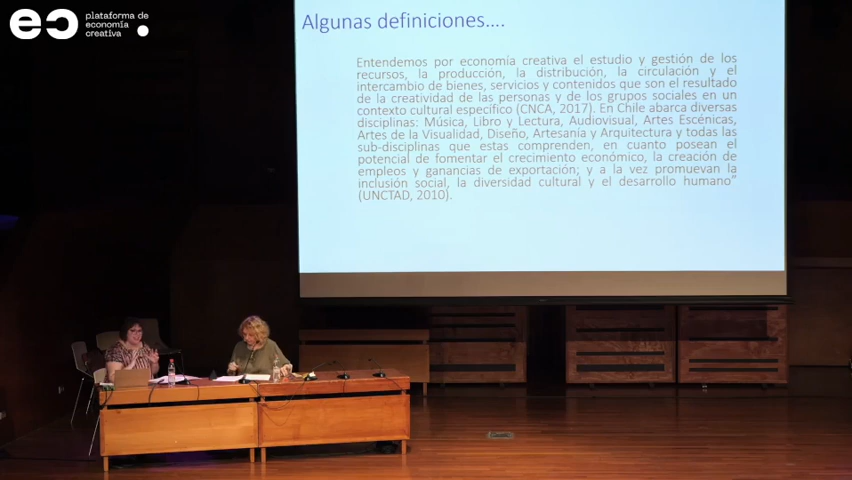 ec plataforma de
economía
creativa
Algunas definiciones....
Entendemos por economía creativa el estudio y gestión de los
recursos, la producción, la distribución, la circulación y el
intercambio de bienes, servicios y contenidos que son el resultado
de la creatividad de las personas y de los grupos sociales en un
contexto cultural específico (CNCA, 2017). En Chile abarca diversas
disciplinas: Música, Libro y Lectura, Audiovisual, Artes Escénicas,
Artes de la Visualidad, Diseño, Artesanía y Arquitectura y todas las
sub-disciplinas que estas comprenden, en cuanto posean el
potencial de fomentar el crecimiento económico, la creación de
empleos y ganancias de exportación; y a la vez promuevan la
inclusión social, la diversidad cultural y el desarrollo humano”
(UNCTAD, 2010).